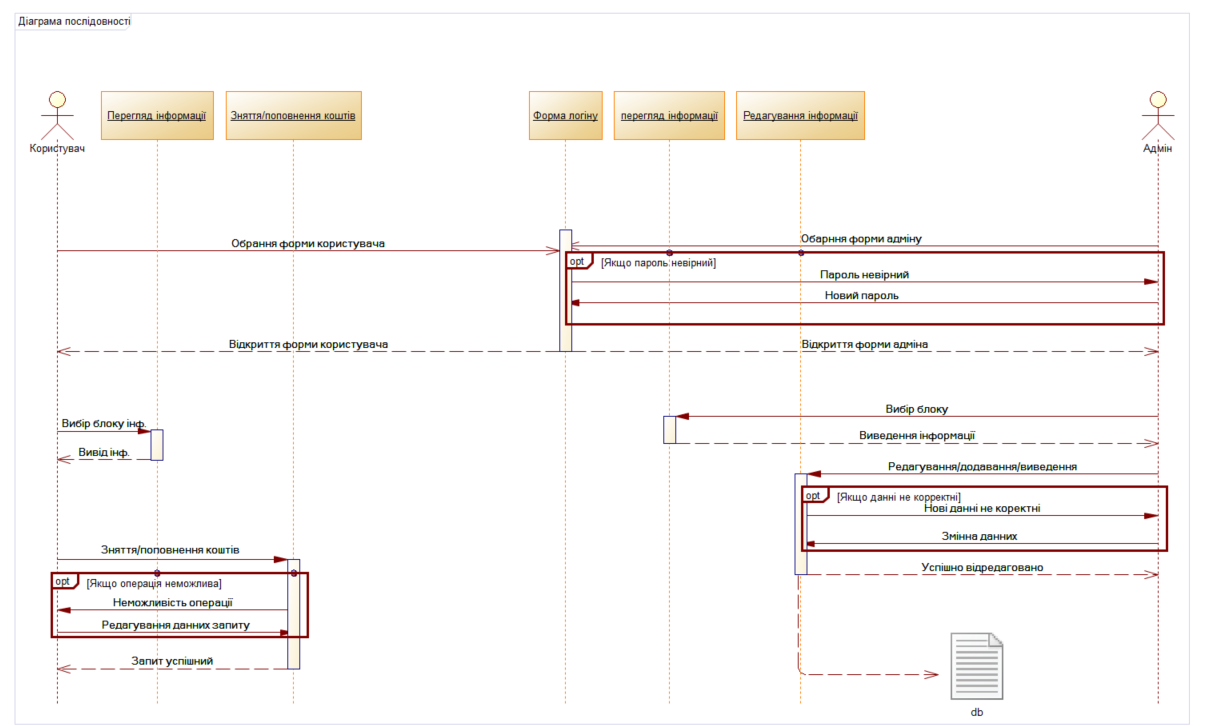 Діаграма послідовності
Користувач
Перегляд інформації
Зняття/поповнення коштів
Форма логіну
перегляд інформації
Редагування інформації
Адмін
Обрання форми користувача
Обарння форми адміну
opt
[Якщо пароль невірний]
Пароль невірний
Новий пароль
Відкриття форми користувача
Відкриття форми адміна
Вибір блоку
Вибір блоку інф.
Виведення інформації
Вивід інф.
Редагування/додавання/виведення
opt
[Якщо данні не корректні]
Нові данні не коректні
Змінна данних
Зняття/поповнення коштів
Успішно відредаговано
opt
[Якщо операція неможлива]
Неможливість операції
Редагування данних запиту
Запит успішний
db